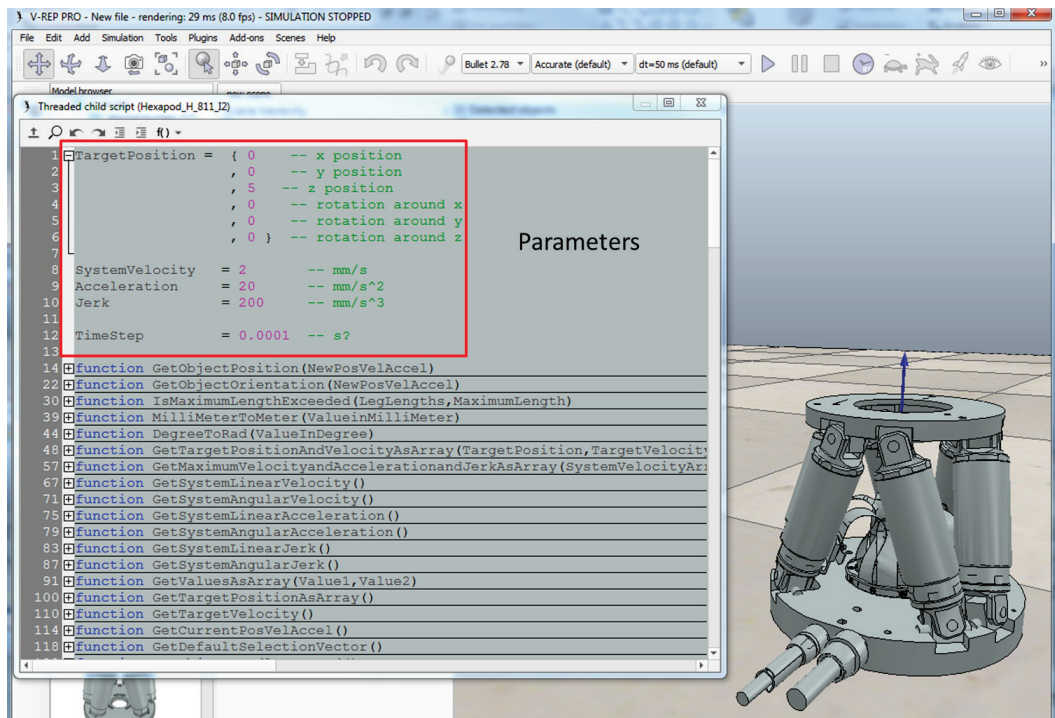 V-REP PRO - New file - rendering: 29 ms (8.0 fps) - SIMULATION STOPPED
File Edit Add Simulation Tools Plugins Add-ons Scenes Help
Bullet 2.78 Accurate (default) dt=50 ms (default) »
Model browser new scene
Threaded child script (Hexapod_H_811_I2)
f()
1 TargetPosition = { 0 -- x position
2 , 0 -- y position
3 , 5 -- z position
4 , 0 -- rotation around x
5 , 0 -- rotation around y
6 , 0 } -- rotation around z
7
Parameters
8 SystemVelocity = 2 -- mm/s
9 Acceleration = 20 -- mm/s^2
10 Jerk = 200 -- mm/s^3
11
12 TimeStep = 0.0001 -- s?
13
14 function GetObjectPosition(NewPosVelAccel)
22 function GetObjectOrientation(NewPosVelAccel)
30 function IsMaximumLengthExceeded(LegLengths,MaximumLength)
39 function MilliMeterToMeter(ValueinMilliMeter)
44 function DegreeToRad(ValueInDegree)
48 function GetTargetPositionAndVelocityAsArray(TargetPosition,TargetVelocity
57 function GetMaximumVelocityandAccelerationandJerkAsArray(SystemVelocityArr
67 function GetSystemLinearVelocity()
71 function GetSystemAngularVelocity()
75 function GetSystemLinearAcceleration()
79 function GetSystemAngularAcceleration()
83 function GetSystemLinearJerk()
87 function GetSystemAngularJerk()
91 function GetValuesAsArray(Value1,Value2)
100 function GetTargetPositionAsArray()
110 function GetTargetVelocity()
114 function GetCurrentPosVelAccel()
118 function GetDefaultSelectionVector()